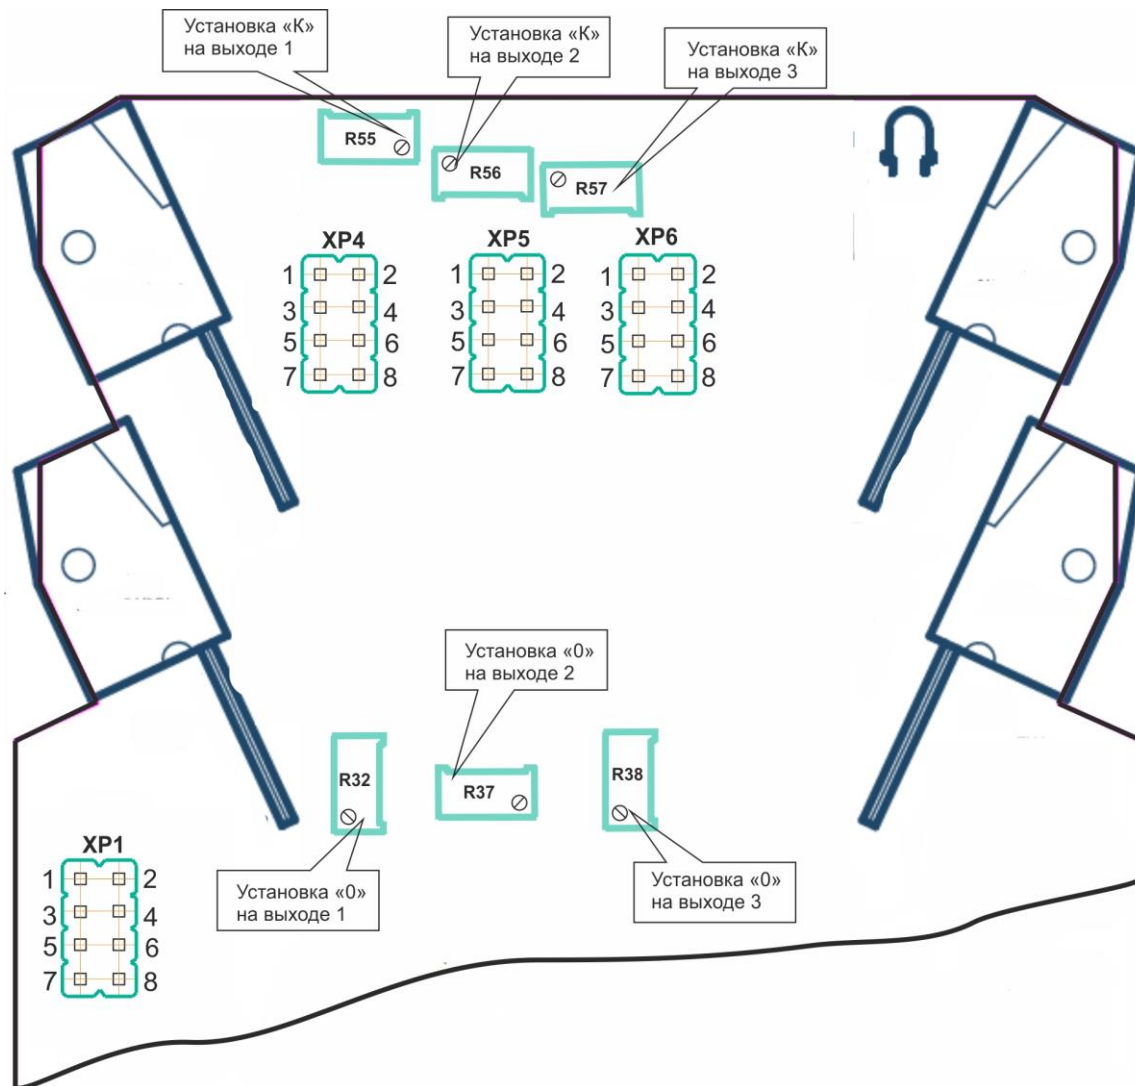 Установка «К»
на выходе 1
Установка «К»
на выходе 2
Установка «К»
на выходе 3
R55
R56
R57
XP4
1 2
3 4
5 6
7 8
XP5
1 2
3 4
5 6
7 8
XP6
1 2
3 4
5 6
7 8
Установка «0»
на выходе 2
R32
R37
R38
XP1
1 2
3 4
5 6
7 8
Установка «0»
на выходе 1
Установка «0»
на выходе 3